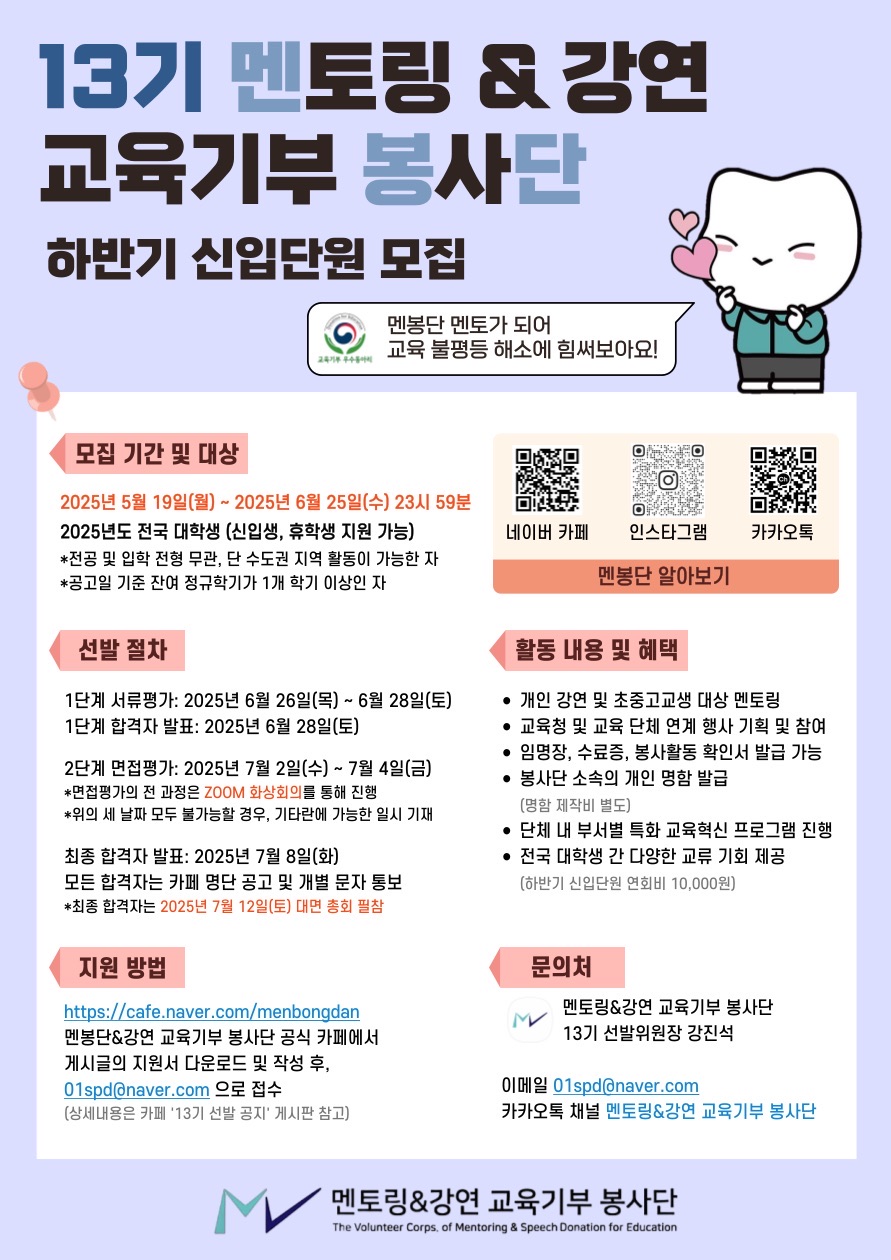 13기 멘토링 & 강연
교육기부 봉사단
하반기 신입단원 모집
교육기부 우수동아리
멘봉단 멘토가 되어
교육 불평등 해소에 힘써보아요!
모집 기간 및 대상
2025년 5월 19일(월) ~ 2025년 6월 25일(수) 23시 59분
2025년도 전국 대학생 (신입생, 휴학생 지원 가능)
*전공 및 입학 전형 무관, 단 수도권 지역 활동이 가능한 자
*공고일 기준 잔여 정규학기가 1개 학기 이상인 자
네이버 카페
인스타그램
카카오톡
멘봉단 알아보기
선발 절차
1단계 서류평가: 2025년 6월 26일(목) ~ 6월 28일(토)
1단계 합격자 발표: 2025년 6월 28일(토)
2단계 면접평가: 2025년 7월 2일(수) ~ 7월 4일(금)
*면접평가의 전 과정은 ZOOM 화상회의를 통해 진행
*위의 세 날짜 모두 불가능할 경우, 기타란에 가능한 일시 기재
최종 합격자 발표: 2025년 7월 8일(화)
모든 합격자는 카페 명단 공고 및 개별 문자 통보
*최종 합격자는 2025년 7월 12일(토) 대면 총회 필참
활동 내용 및 혜택
• 개인 강연 및 초중고교생 대상 멘토링
• 교육청 및 교육 단체 연계 행사 기획 및 참여
• 임명장, 수료증, 봉사활동 확인서 발급 가능
• 봉사단 소속의 개인 명함 발급
(명함 제작비 별도)
• 단체 내 부서별 특화 교육혁신 프로그램 진행
• 전국 대학생 간 다양한 교류 기회 제공
(하반기 신입단원 연회비 10,000원)
지원 방법
https://cafe.naver.com/menbongdan
멘봉단&강연 교육기부 봉사단 공식 카페에서
게시글의 지원서 다운로드 및 작성 후,
01spd@naver.com 으로 접수
(상세내용은 카페 '13기 선발 공지' 게시판 참고)
문의처
멘토링&강연 교육기부 봉사단
13기 선발위원장 강진석
이메일 01spd@naver.com
카카오톡 채널 멘토링&강연 교육기부 봉사단
멘토링&강연 교육기부 봉사단
The Volunteer Corps. of Mentoring & Speech Donation for Education